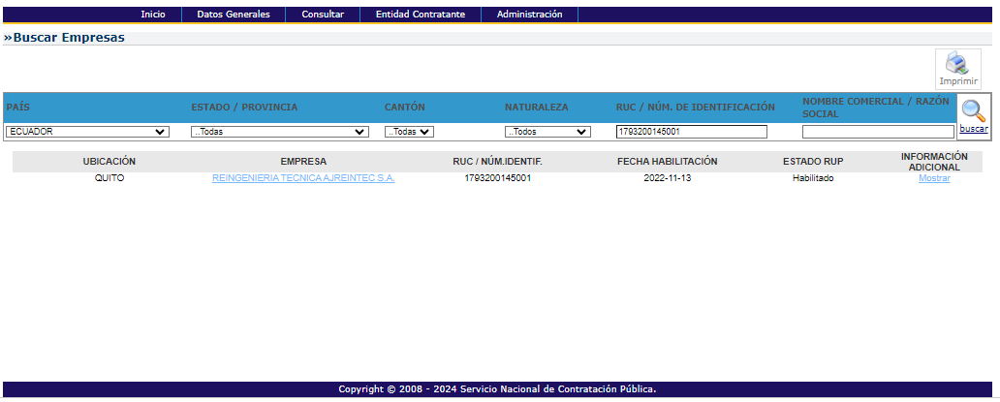 Inicio Datos Generales Consultar Entidad Contratante Administración
»Buscar Empresas
Imprimir
PAÍS ESTADO / PROVINCIA CANTÓN NATURALEZA RUC / NÚM. DE IDENTIFICACIÓN NOMBRE COMERCIAL / RAZÓN SOCIAL
ECUADOR ..Todas ..Todas ..Todos 1793200145001
buscar
UBICACIÓN EMPRESA RUC / NÚM.IDENTIF. FECHA HABILITACIÓN ESTADO RUP INFORMACIÓN ADICIONAL
QUITO REINGENIERIA TECNICA AJREINTEC S.A. 1793200145001 2022-11-13 Habilitado Mostrar
Copyright © 2008 - 2024 Servicio Nacional de Contratación Pública.